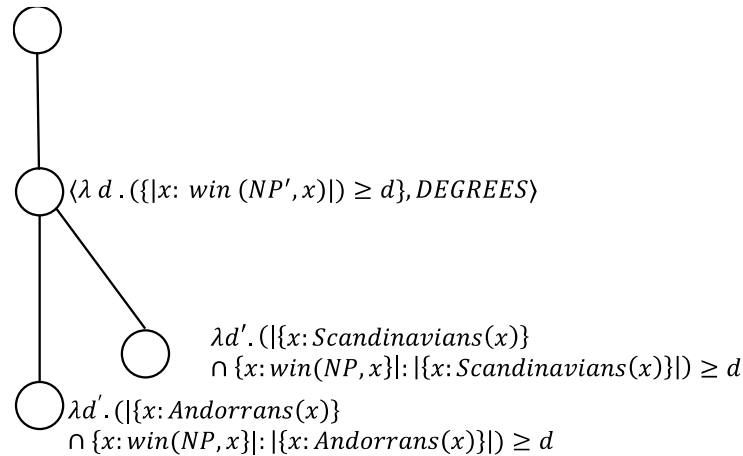 ⟨λ d . ({|x: win (NP′, x)|) ≥ d}, DEGREES⟩
λd′. (|{x: Scandinavians(x)}
∩ {x: win(NP, x}|: |{x: Scandinavians(x)}|) ≥ d
λd′. (|{x: Andorrans(x)}
∩ {x: win(NP, x}|: |{x: Andorrans(x)}|) ≥ d